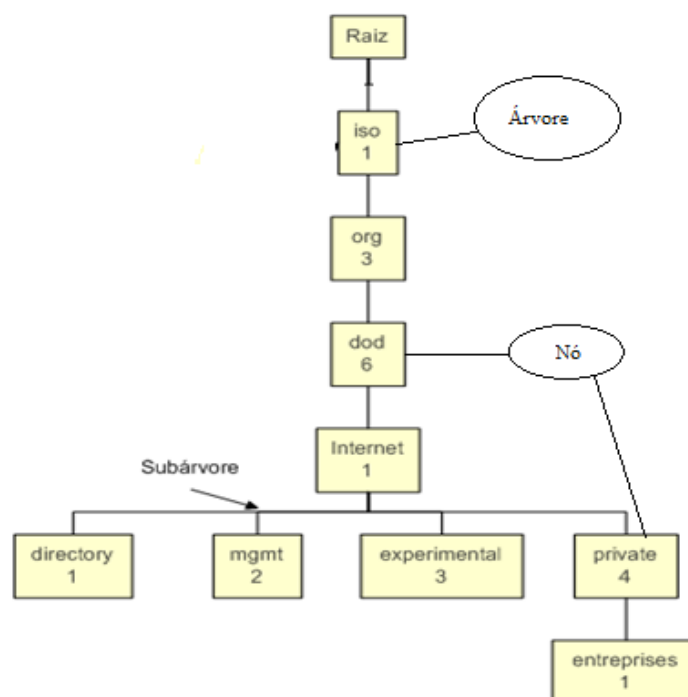 Raiz
iso
1
Árvore
org
3
dod
6
Nó
Internet
1
Subárvore
directory
1
mgmt
2
experimental
3
private
4
entreprises
1